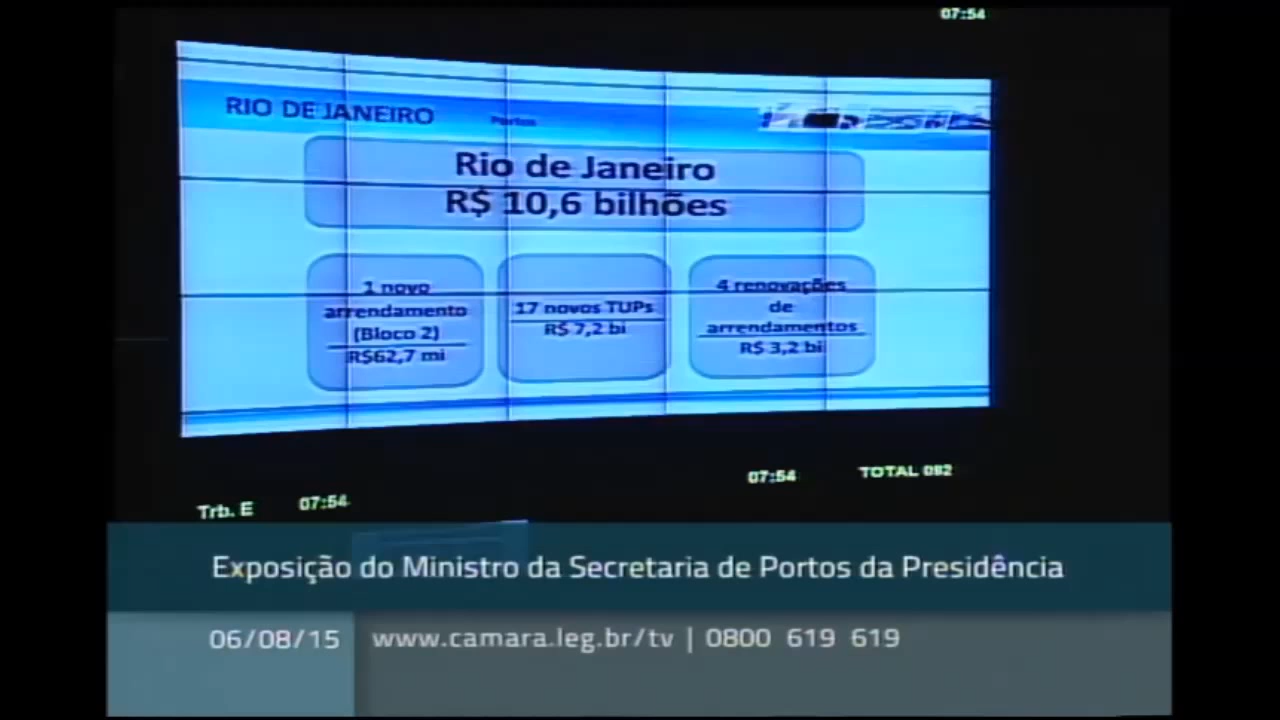 07:54
RIO DE JANEIRO
Portos
Rio de Janeiro
R$ 10,6 bilhões
1 novo
arrendamento
(Bloco 2)
R$62,7 mi
17 novos TUPs
R$ 7,2 bi
4 renovações
de
arrendamentos
R$ 3,2 bi
07:54 TOTAL 082
Trb. E 07:54
Exposição do Ministro da Secretaria de Portos da Presidência
06/08/15 www.camara.leg.br/tv | 0800 619 619